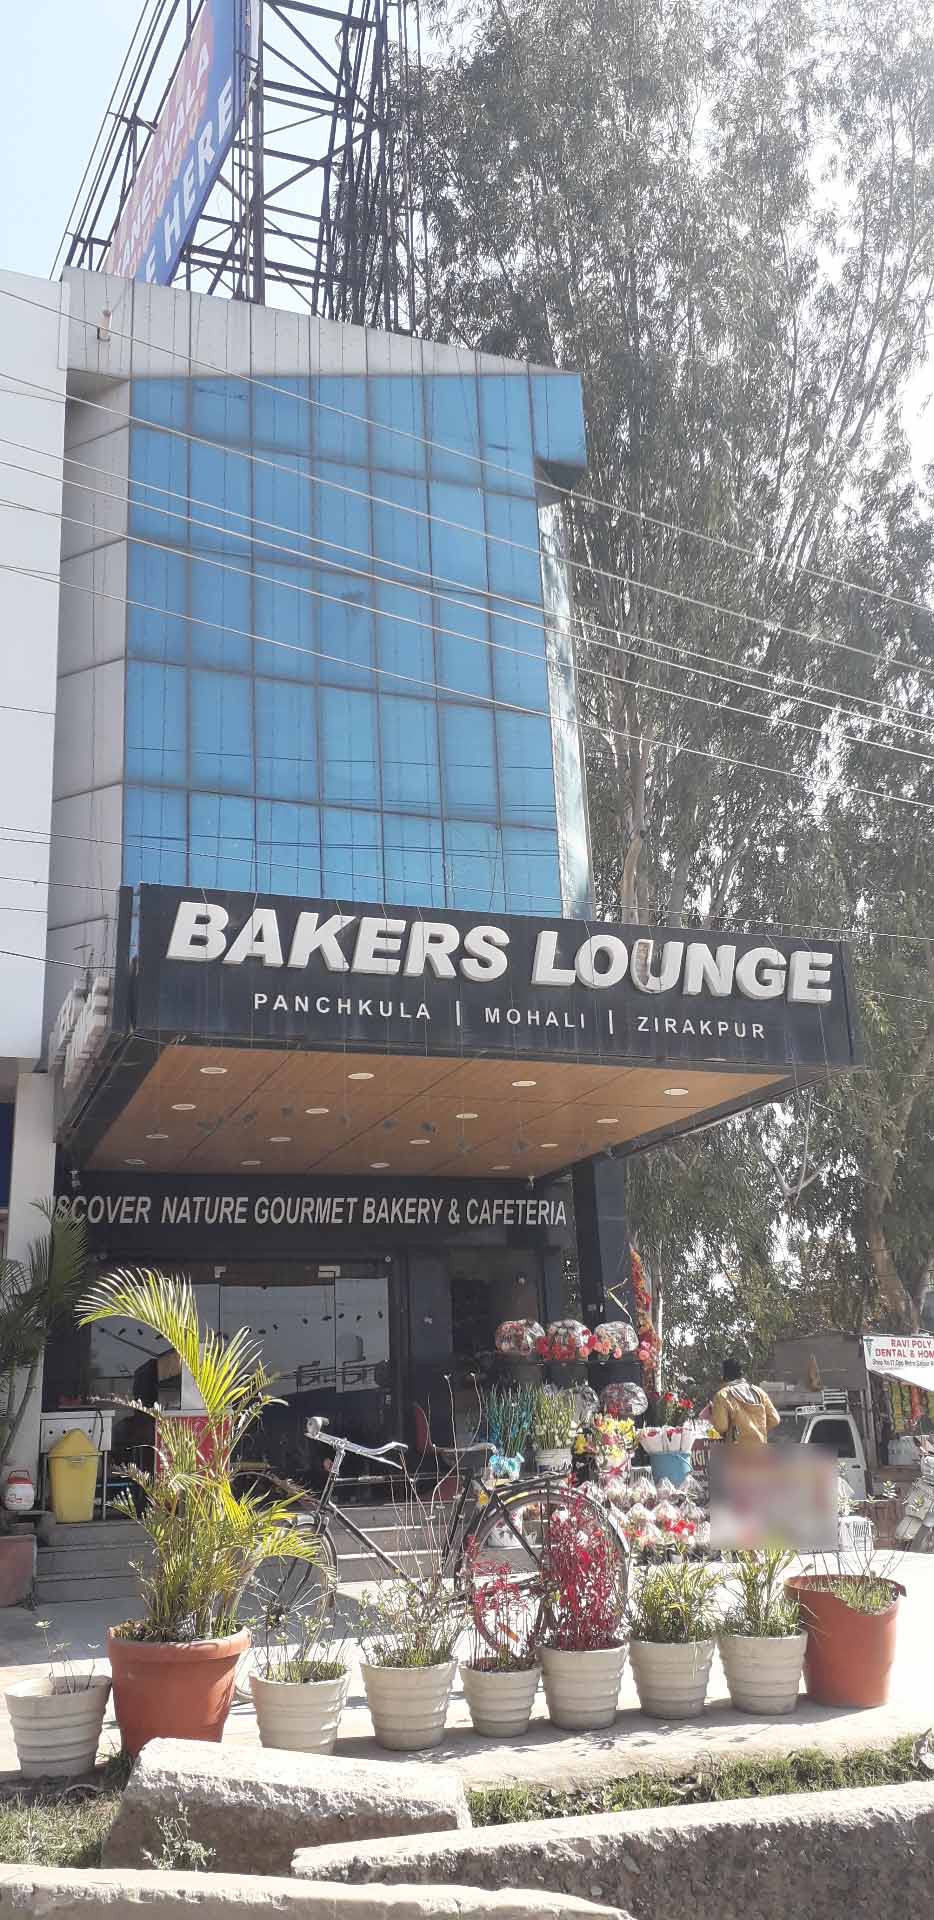 HERE
BAKERS LOUNGE
PANCHKULA | MOHALI | ZIRAKPUR
SCOVER NATURE GOURMET BAKERY & CAFETERIA
RAVI POLY
DENTAL & HOM